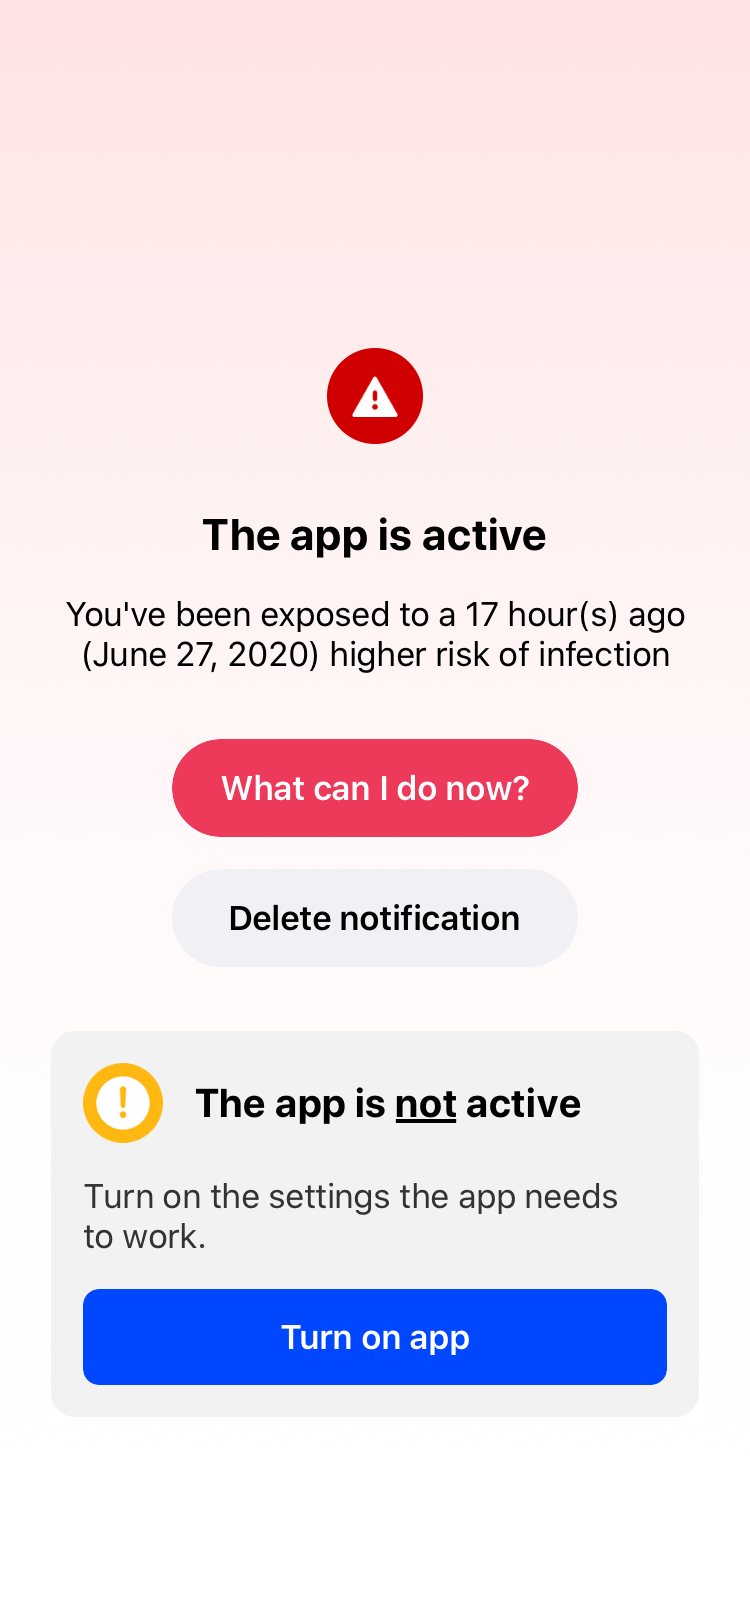 The app is active
You've been exposed to a 17 hour(s) ago
(June 27, 2020) higher risk of infection
What can I do now?
Delete notification
The app is not active
Turn on the settings the app needs
to work.
Turn on app